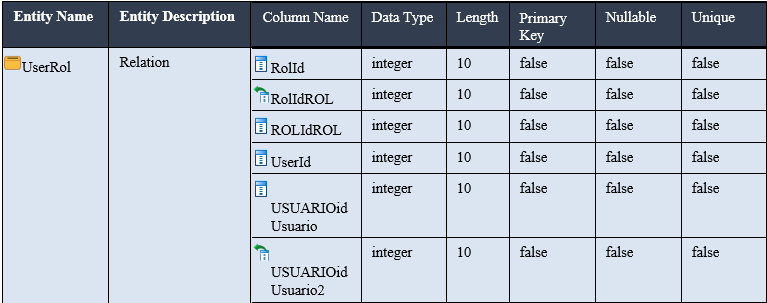 Entity Name Entity Description Column Name Data Type Length Primary Key Nullable Unique
UserRol Relation RolId integer 10 false false false
RolIdROL integer 10 false false false
ROLIdROL integer 10 false false false
UserId integer 10 false false false
USUARIOid Usuario integer 10 false false false
USUARIOid Usuario2 integer 10 false false false